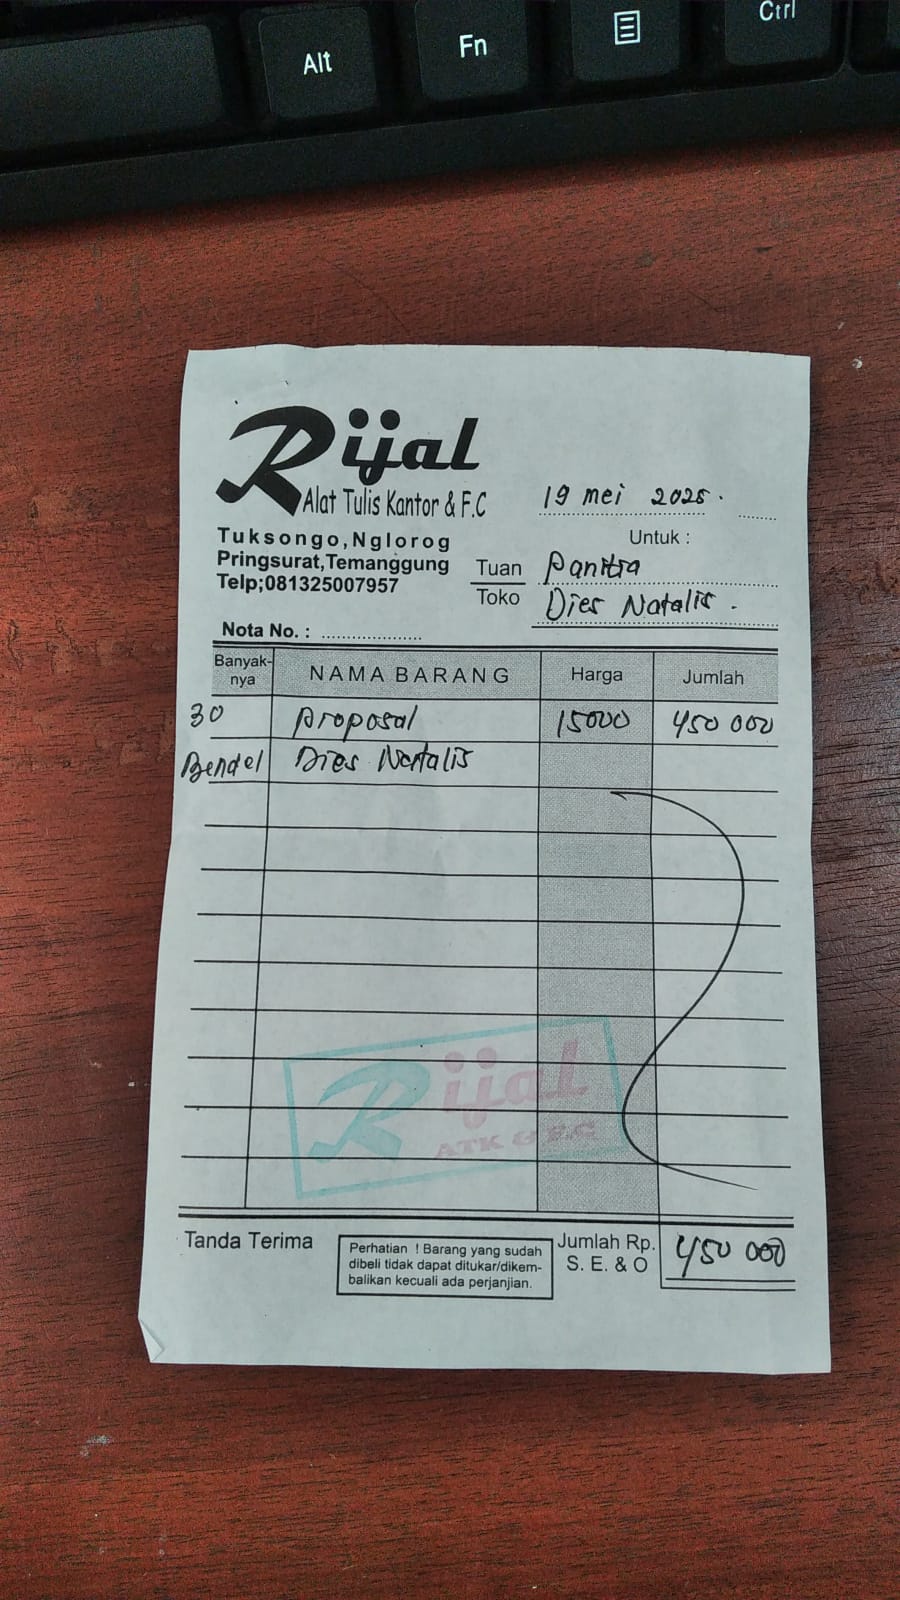 Alt
Fn
Ctrl
Rijal
Alat Tulis Kantor & F.C
Tuksongo, Nglorog
Pringsurat, Temanggung
Telp;081325007957
19 mei 2025.
Untuk :
Tuan Panitia
Toko Dies Natalis.
Nota No. :
Banyak-nya NAMA BARANG Harga Jumlah
30 proposal 15000 450 000
Bendel Dies Natalis
Rijal
ATK & F.C
Tanda Terima
Perhatian ! Barang yang sudah
dibeli tidak dapat ditukar/dikem-
balikan kecuali ada perjanjian.
Jumlah Rp. 450 000
S. E. & O